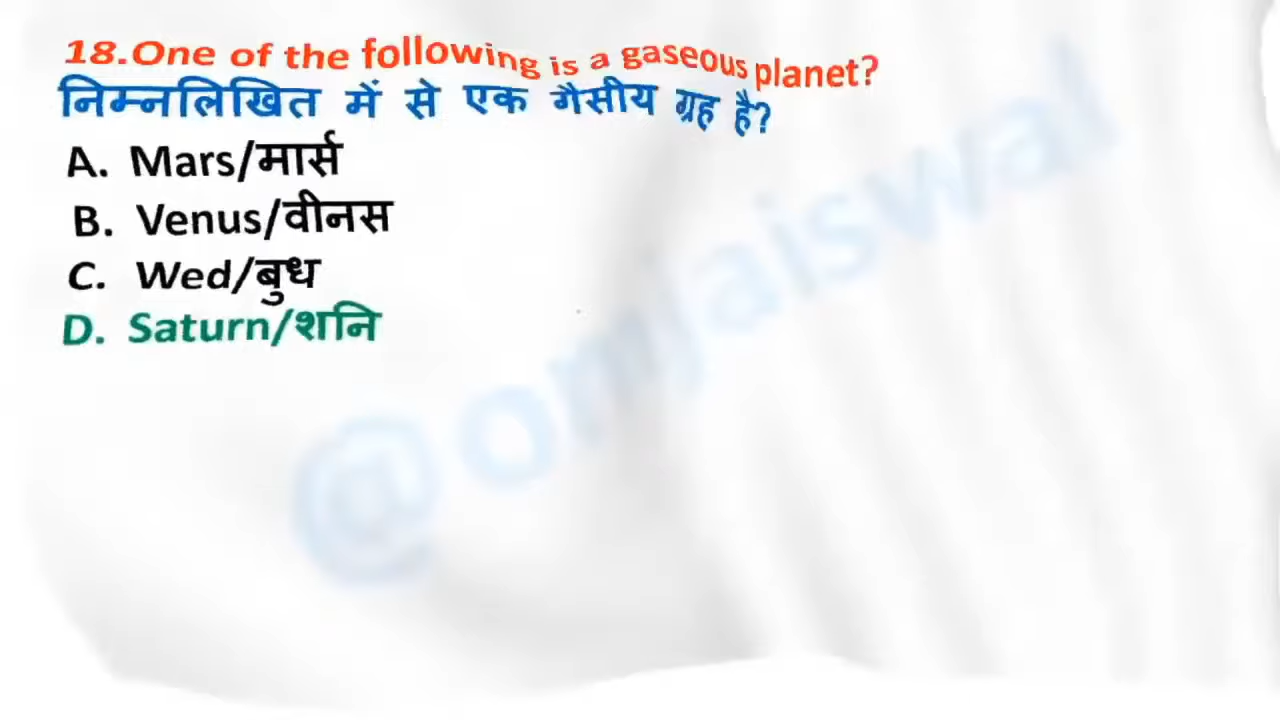 18.One of the following is a gaseous planet?
निम्नलिखित में से एक गैसीय ग्रह है?
A. Mars/मार्स
B. Venus/वीनस
C. Wed/बुध
D. Saturn/शनि
@omjaiswal